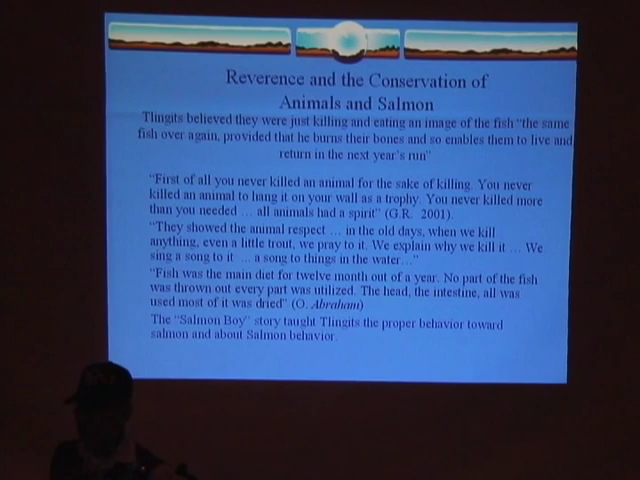 Reverence and the Conservation of
Animals and Salmon
Tlingits believed they were just killing and eating an image of the fish "the same
fish over again, provided that he burns their bones and so enables them to live and
return in the next year's run"
"First of all you never killed an animal for the sake of killing. You never
killed an animal to hang it on your wall as a trophy. You never killed more
than you needed … all animals had a spirit" (G.R. 2001).
"They showed the animal respect … in the old days, when we kill
anything, even a little trout, we pray to it. We explain why we kill it … We
sing a song to it … a song to things in the water…"
"Fish was the main diet for twelve month out of a year. No part of the fish
was thrown out every part was utilized. The head, the intestine, all was
used most of it was dried" (O. Abraham)
The "Salmon Boy" story taught Tlingits the proper behavior toward
salmon and about Salmon behavior.